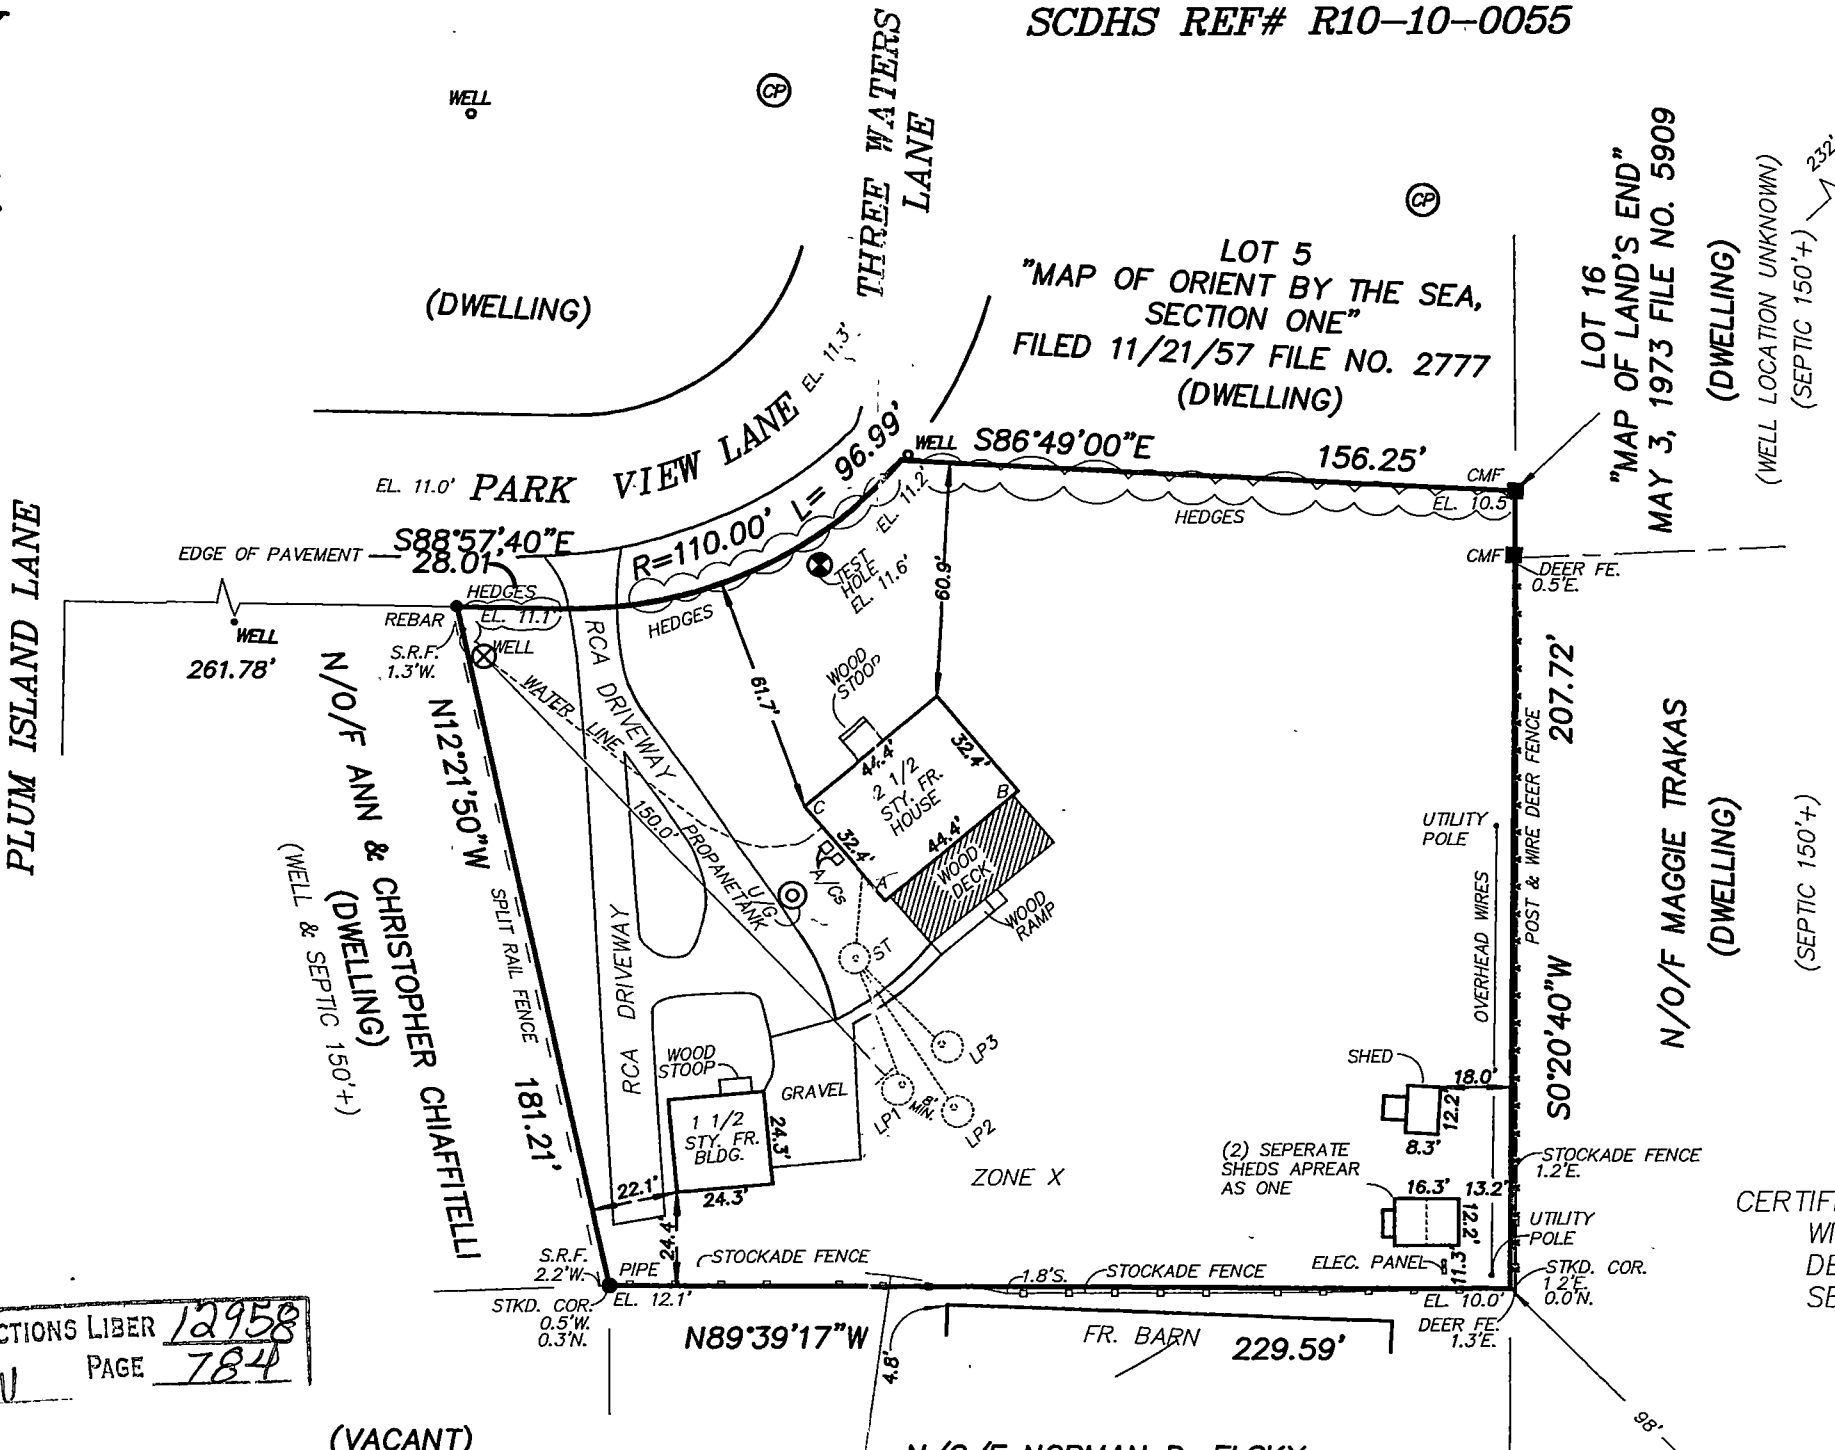 SCDHS REF# R10-10-0055
WELL
CP
THREE WATERS
LANE
CP
(DWELLING)
LOT 5
"MAP OF ORIENT BY THE SEA,
SECTION ONE"
FILED 11/21/57 FILE NO. 2777
(DWELLING)
LOT 16
"MAP OF LAND'S END"
MAY 3, 1973 FILE NO. 5909
(DWELLING)
(WELL LOCATION UNKNOWN)
(SEPTIC 150'+)
232'
EL. 11.3'
EL. 11.0'
PARK VIEW LANE
WELL
S86°49'00"E
156.25'
CMF
EL. 10.5
HEDGES
CMF
DEER FE.
0.5'E.
EDGE OF PAVEMENT
S88°57'40"E
28.01'
R=110.00'
L= 96.99'
EL. 11.2'
TEST
HOLE
EL. 11.6'
HEDGES
EL. 11.1'
HEDGES
REBAR
S.R.F.
1.3'W.
WELL
WELL
261.78'
PLUM ISLAND LANE
N/O/F ANN & CHRISTOPHER CHIAFFITELLI
(DWELLING)
(WELL & SEPTIC 150'+)
N12°21'50"W
181.21'
SPLIT RAIL FENCE
RCA DRIVEWAY
WATER LINE
150.0'
PROPANETANK
U/G
61.7'
60.9'
WOOD
STOOP
44.4'
32.4'
2 1/2
STY. FR.
HOUSE
C
B
A
32.4'
44.4'
WOOD
DECK
WOOD
RAMP
A/Cs
ST
LP3
LP1
8'
MIN.
LP2
RCA DRIVEWAY
WOOD
STOOP
GRAVEL
1 1/2
STY. FR.
BLDG.
24.3'
24.3'
22.1'
24.4'
ZONE X
UTILITY
POLE
OVERHEAD WIRES
POST & WIRE DEER FENCE
207.72'
S0°20'40"W
N/O/F MAGGIE TRAKAS
(DWELLING)
(SEPTIC 150'+)
SHED
18.0'
12.2'
8.3'
(2) SEPERATE
SHEDS APREAR
AS ONE
16.3'
13.2'
12.2'
11.3'
ELEC. PANEL
STOCKADE FENCE
1.2'E.
UTILITY
POLE
STKD. COR.
1.2'E.
0.0'N.
CERTIF
WI
DE
SE
S.R.F.
2.2'W.
PIPE
STOCKADE FENCE
1.8'S.
STOCKADE FENCE
EL. 12.1'
EL. 10.0'
STKD. COR.
0.5'W.
0.3'N.
DEER FE.
1.3'E.
N89°39'17"W
4.8'
FR. BARN
229.59'
98'
CTIONS LIBER 12958
PAGE 784
(VACANT)
N/O/F NORMAN